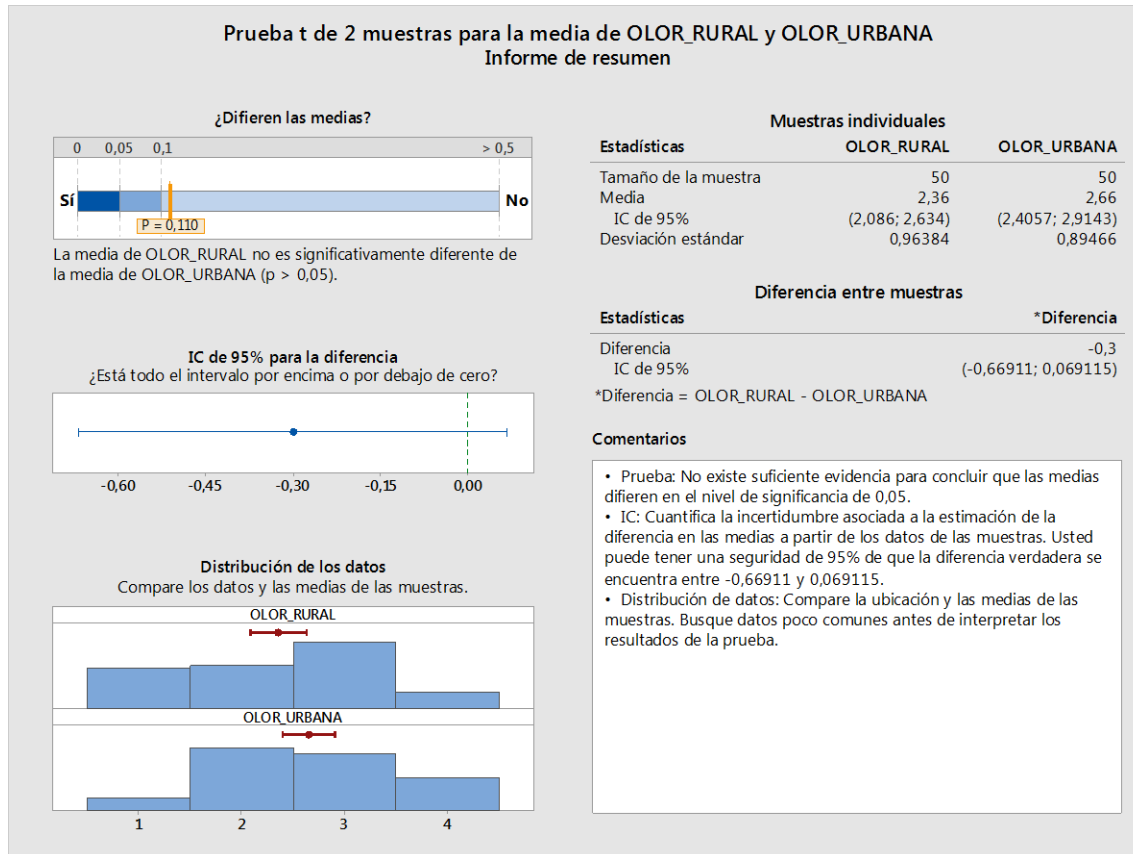 Prueba t de 2 muestras para la media de OLOR_RURAL y OLOR_URBANA
Informe de resumen
¿Difieren las medias?
0 0,05 0,1 > 0,5
Sí No
P = 0,110
La media de OLOR_RURAL no es significativamente diferente de
la media de OLOR_URBANA (p > 0,05).
IC de 95% para la diferencia
¿Está todo el intervalo por encima o por debajo de cero?
-0,60 -0,45 -0,30 -0,15 0,00
Distribución de los datos
Compare los datos y las medias de las muestras.
OLOR_RURAL
OLOR_URBANA
1 2 3 4
Muestras individuales
Estadísticas OLOR_RURAL OLOR_URBANA
Tamaño de la muestra 50 50
Media 2,36 2,66
IC de 95% (2,086; 2,634) (2,4057; 2,9143)
Desviación estándar 0,96384 0,89466
Diferencia entre muestras
Estadísticas *Diferencia
Diferencia -0,3
IC de 95% (-0,66911; 0,069115)
*Diferencia = OLOR_RURAL - OLOR_URBANA
Comentarios
• Prueba: No existe suficiente evidencia para concluir que las medias
difieren en el nivel de significancia de 0,05.
• IC: Cuantifica la incertidumbre asociada a la estimación de la
diferencia en las medias a partir de los datos de las muestras. Usted
puede tener una seguridad de 95% de que la diferencia verdadera se
encuentra entre -0,66911 y 0,069115.
• Distribución de datos: Compare la ubicación y las medias de las
muestras. Busque datos poco comunes antes de interpretar los
resultados de la prueba.